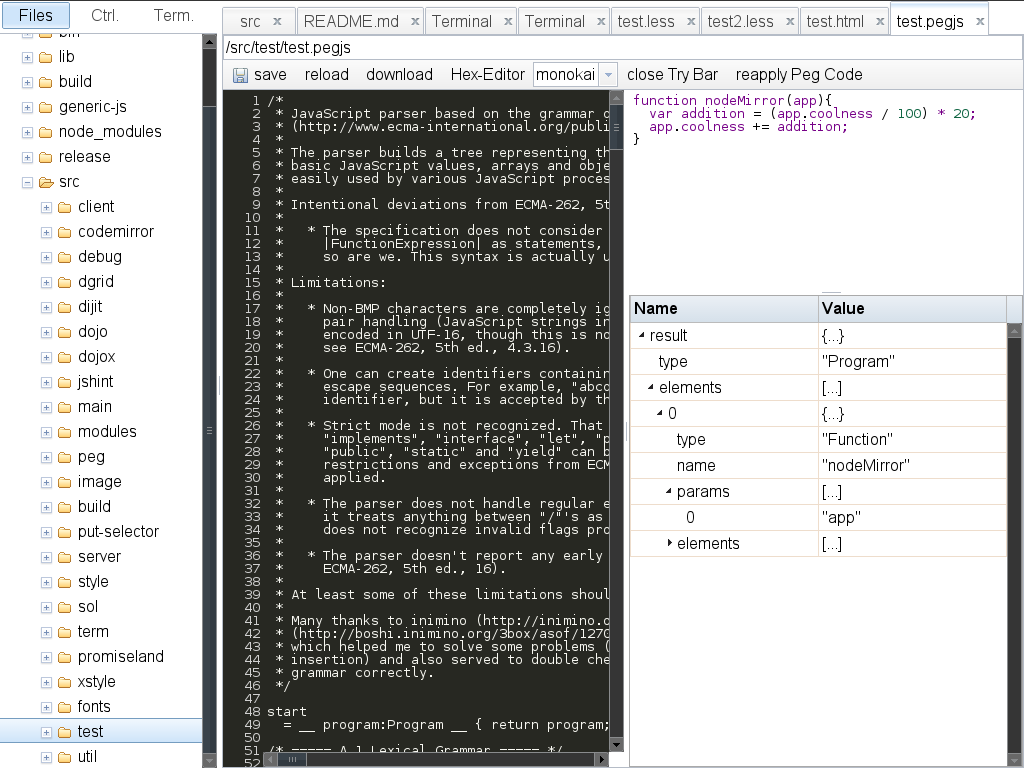 Files Ctrl. Term.
bin
lib
build
generic-js
node_modules
release
src
client
codemirror
debug
dgrid
dijit
dojo
dojox
jshint
main
modules
peg
image
build
put-selector
server
style
sol
term
promiseland
xstyle
fonts
test
util
src x README.md x Terminal x Terminal x test.less x test2.less x test.html x test.pegjs x
/src/test/test.pegjs
save reload download Hex-Editor monokai close Try Bar reapply Peg Code
1 /*
2 * JavaScript parser based on the grammar
3 * (http://www.ecma-international.org/publi
4 *
5 * The parser builds a tree representing th
6 * basic JavaScript values, arrays and obje
7 * easily used by various JavaScript proces
8 *
9 * Intentional deviations from ECMA-262, 5t
10 *
11 * * The specification does not consider
12 * |FunctionExpression| as statements,
13 * so are we. This syntax is actually u
14 *
15 * Limitations:
16 *
17 * * Non-BMP characters are completely ig
18 * pair handling (JavaScript strings in
19 * encoded in UTF-16, though this is no
20 * see ECMA-262, 5th ed., 4.3.16).
21 *
22 * * One can create identifiers containin
23 * escape sequences. For example, "abcd
24 * identifier, but it is accepted by th
25 *
26 * * Strict mode is not recognized. That
27 * "implements", "interface", "let", "p
28 * "public", "static" and "yield" can b
29 * restrictions and exceptions from ECM
30 * applied.
31 *
32 * * The parser does not handle regular e
33 * it treats anything between "/"'s as
34 * does not recognize invalid flags pro
35 *
36 * * The parser doesn't report any early
37 * ECMA-262, 5th ed., 16).
38 *
39 * At least some of these limitations shoul
40 *
41 * Many thanks to inimino (http://inimino.o
42 * (http://boshi.inimino.org/3box/asof/1270
43 * which helped me to solve some problems (
44 * insertion) and also served to double che
45 * grammar correctly.
46 */
47
48 start
49 = __ program:Program __ { return program;
50
51 /* ===== A.1 Lexical Grammar ===== */
52
function nodeMirror(app){
var addition = (app.coolness / 100) * 20;
app.coolness += addition;
}
Name Value
result {...}
type "Program"
elements [...]
0 {...}
type "Function"
name "nodeMirror"
params [...]
0 "app"
elements [...]